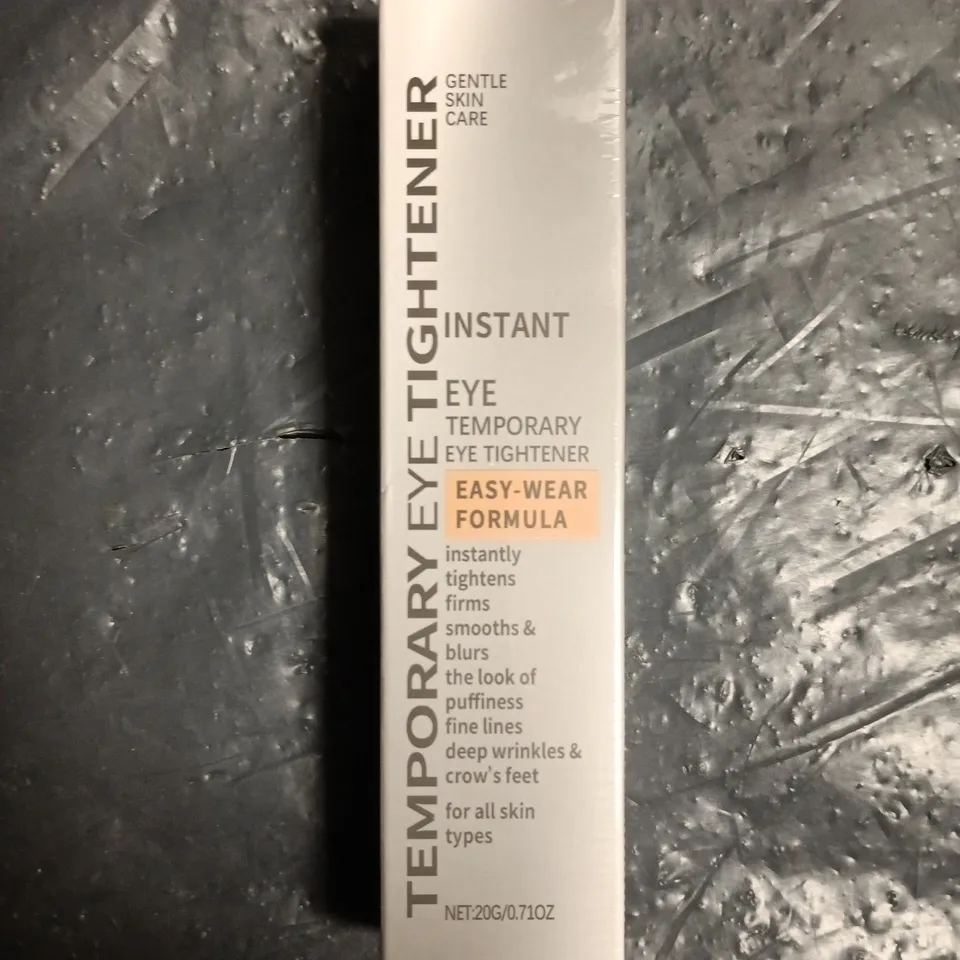 TEMPORARY EYE TIGHTENER
GENTLE
SKIN
CARE
INSTANT
EYE
TEMPORARY
EYE TIGHTENER
EASY-WEAR
FORMULA
instantly
tightens
firms
smooths &
blurs
the look of
puffiness
fine lines
deep wrinkles &
crow's feet
for all skin
types
NET:20G/0.71OZ